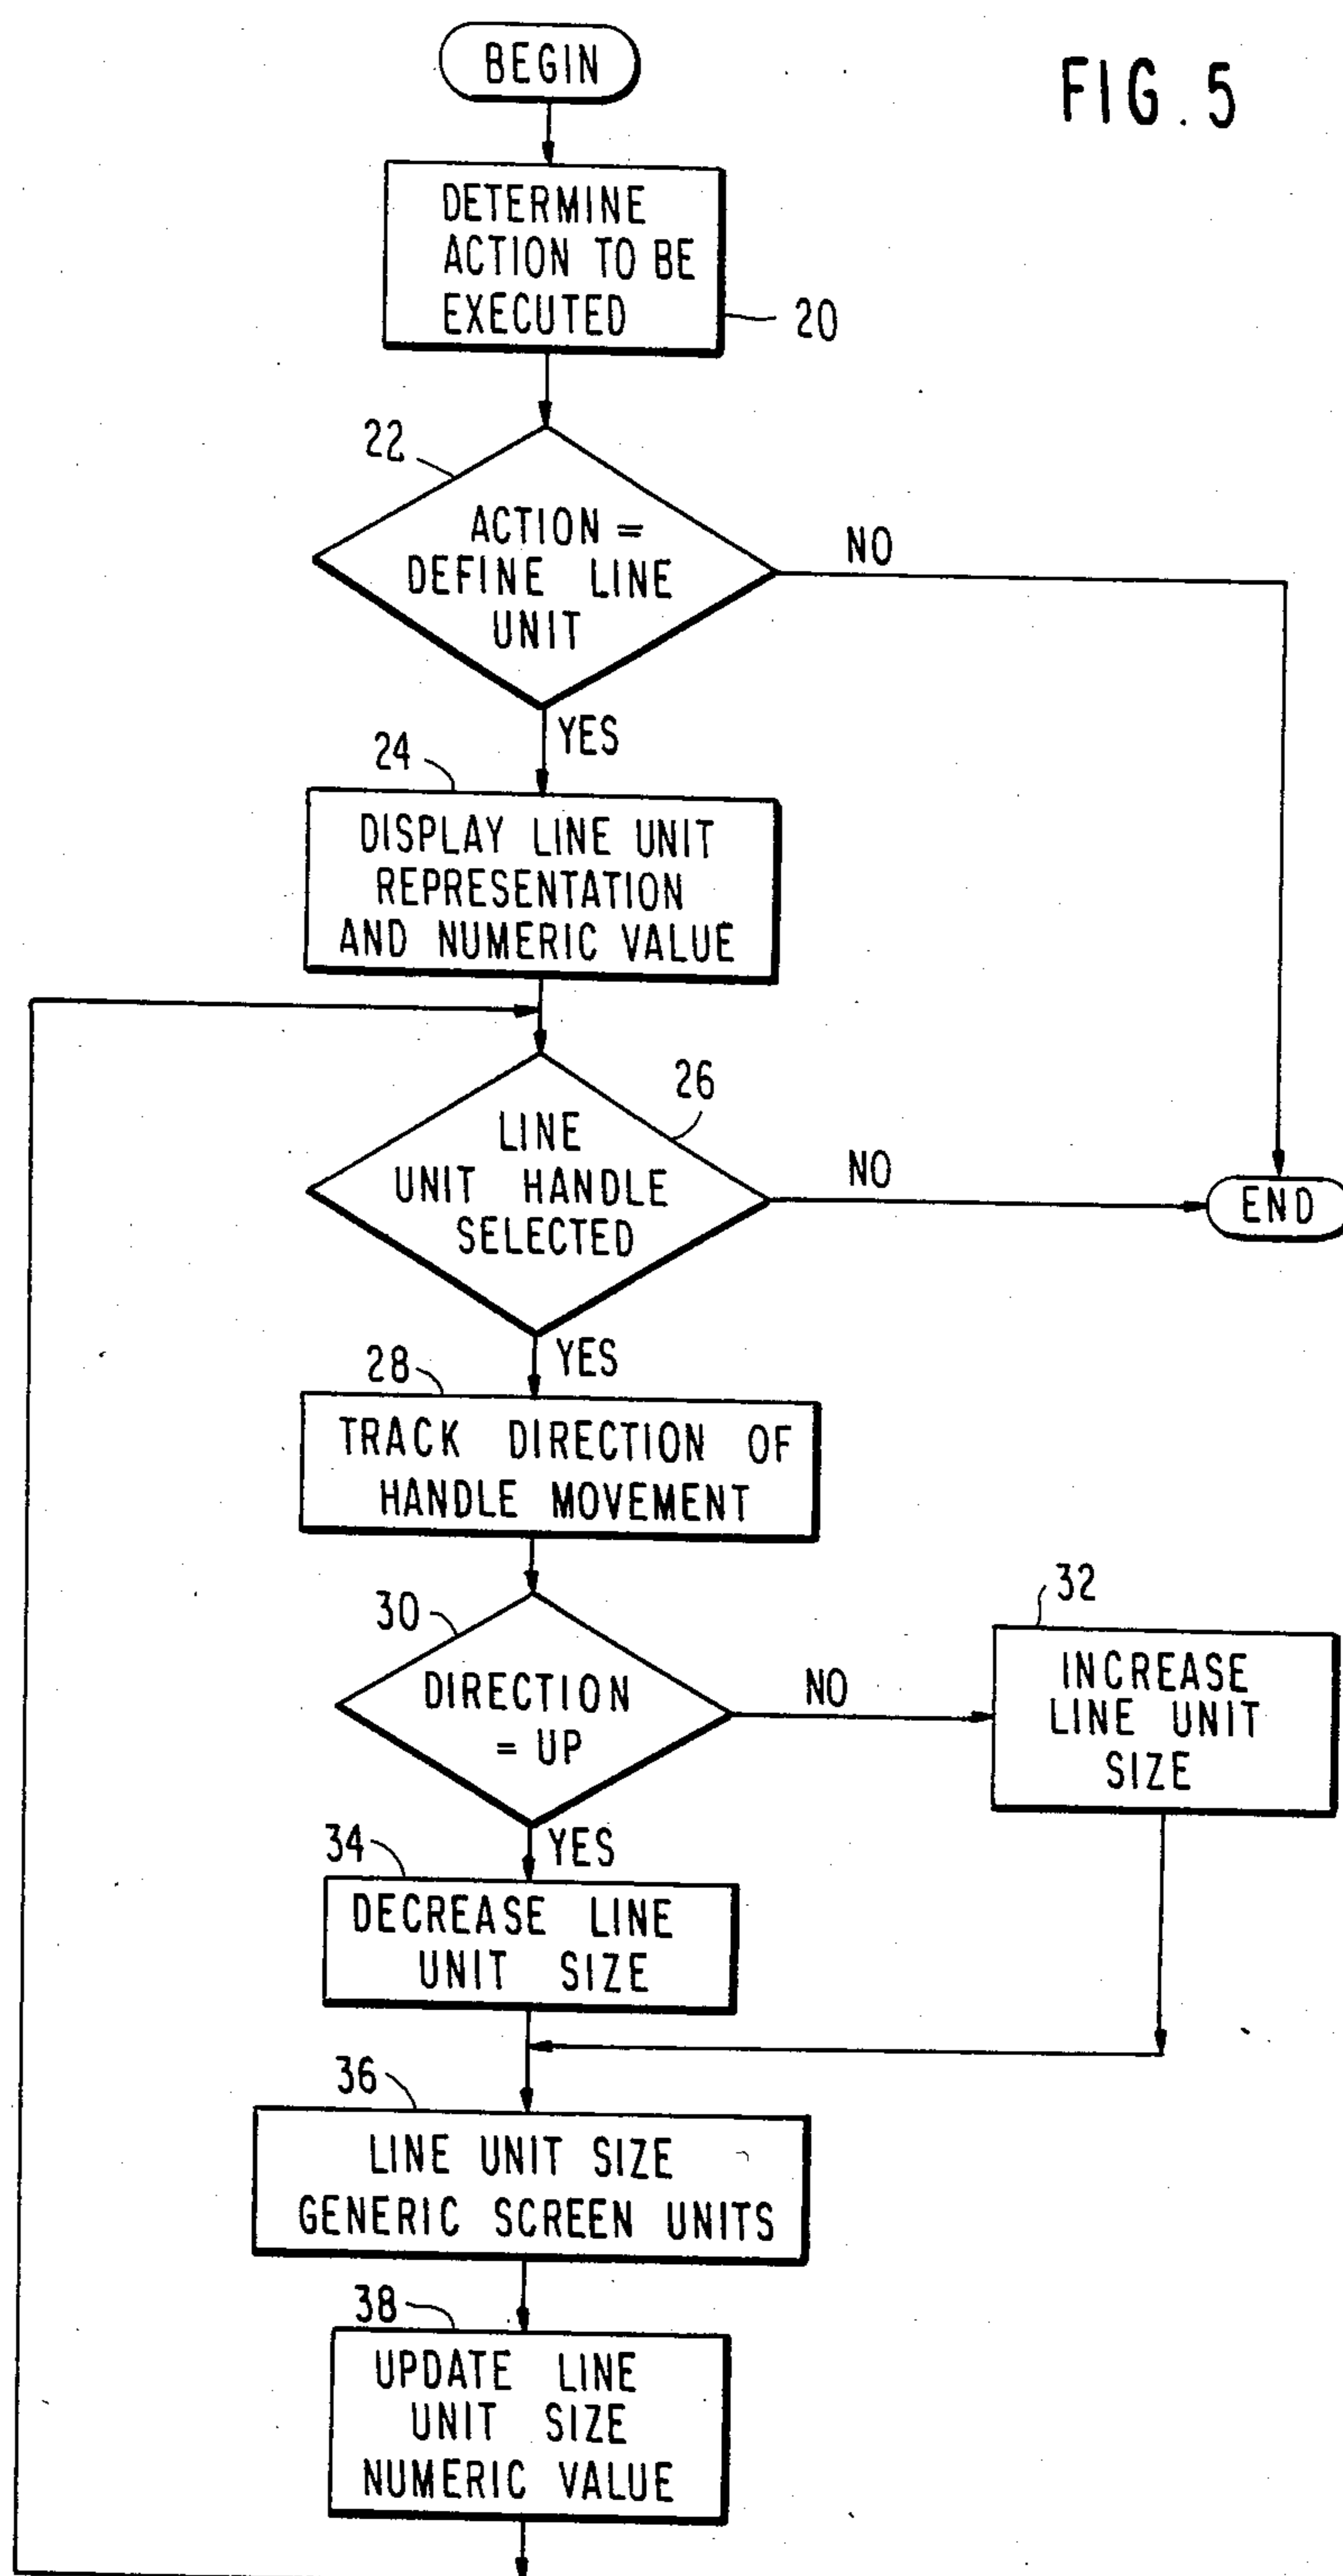 BEGIN
FIG. 5
DETERMINE
ACTION TO BE
EXECUTED
20
22
ACTION =
DEFINE LINE
UNIT
NO
YES
24
DISPLAY LINE UNIT
REPRESENTATION
AND NUMERIC VALUE
26
LINE
UNIT HANDLE
SELECTED
NO
END
YES
28
TRACK DIRECTION OF
HANDLE MOVEMENT
30
DIRECTION
= UP
NO
32
INCREASE
LINE UNIT
SIZE
YES
34
DECREASE LINE
UNIT SIZE
36
LINE UNIT SIZE
GENERIC SCREEN UNITS
38
UPDATE LINE
UNIT SIZE
NUMERIC VALUE